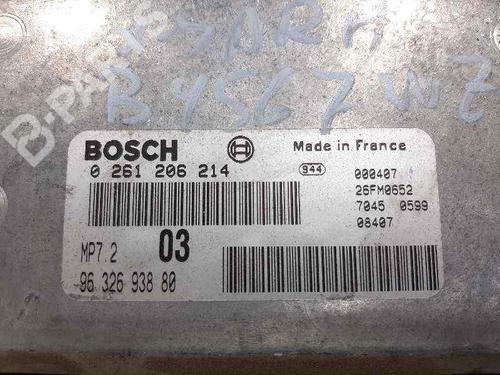 B-PARTS
B4567WZ
BOSCH
Made in France
0 261 206 214
944
000407
26FM0652
7045 0599
08407
MP7.2
03
96 326 938 80